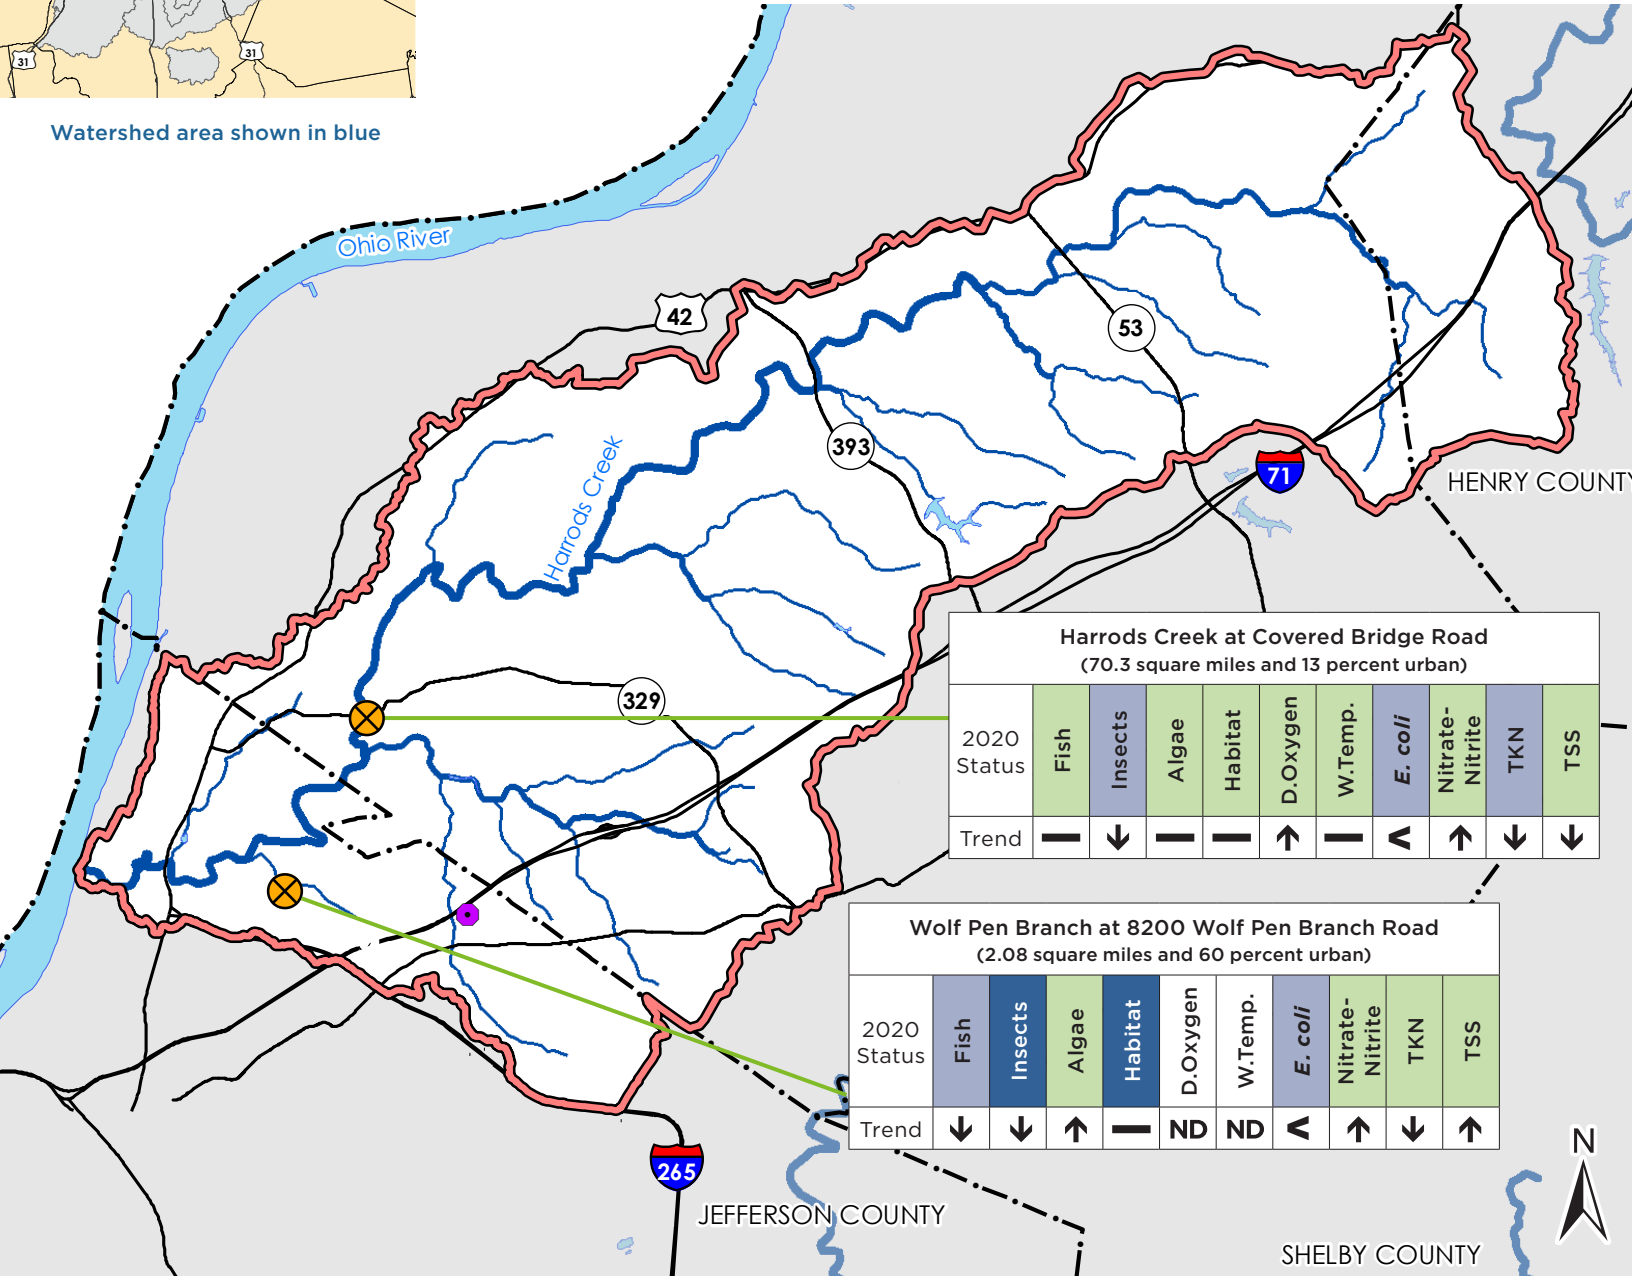 31
31
Watershed area shown in blue
Ohio River
42
53
Harrods Creek
393
71
HENRY COUNTY
329
Harrods Creek at Covered Bridge Road
(70.3 square miles and 13 percent urban)
2020 Status
Fish
Insects
Algae
Habitat
D.Oxygen
W.Temp.
E. coli
Nitrate-
Nitrite
TKN
TSS
Trend
<
Wolf Pen Branch at 8200 Wolf Pen Branch Road
(2.08 square miles and 60 percent urban)
2020 Status
Fish
Insects
Algae
Habitat
D.Oxygen
W.Temp.
E. coli
Nitrate-
Nitrite
TKN
TSS
Trend
ND
ND
<
265
N
JEFFERSON COUNTY
SHELBY COUNTY